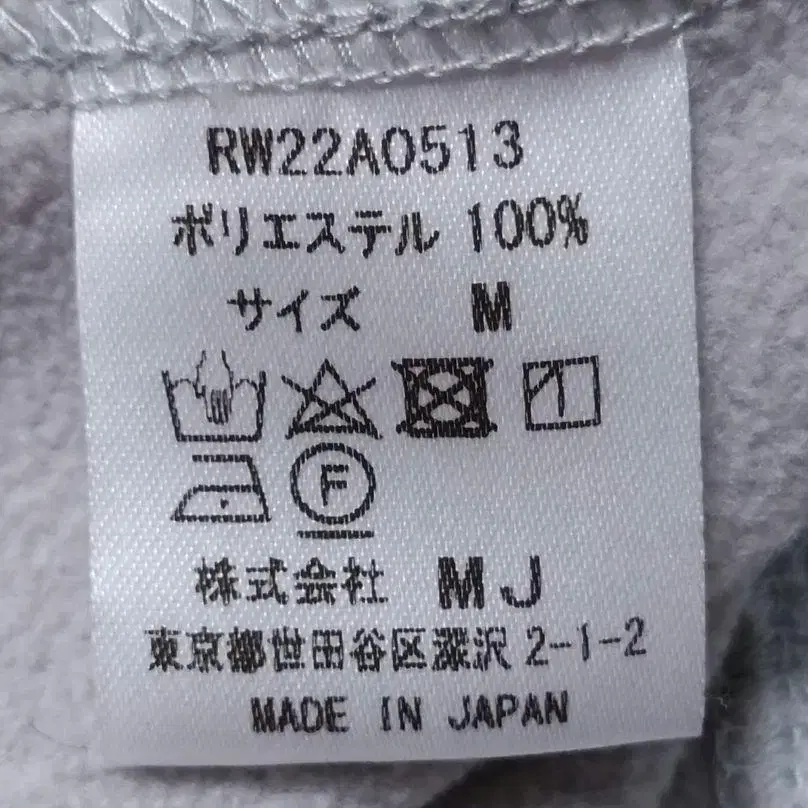 RW22A0513
ポリエステル 100%
サイズ M
F
株式会社 MJ
東京都世田谷区深沢 2-1-2
MADE IN JAPAN